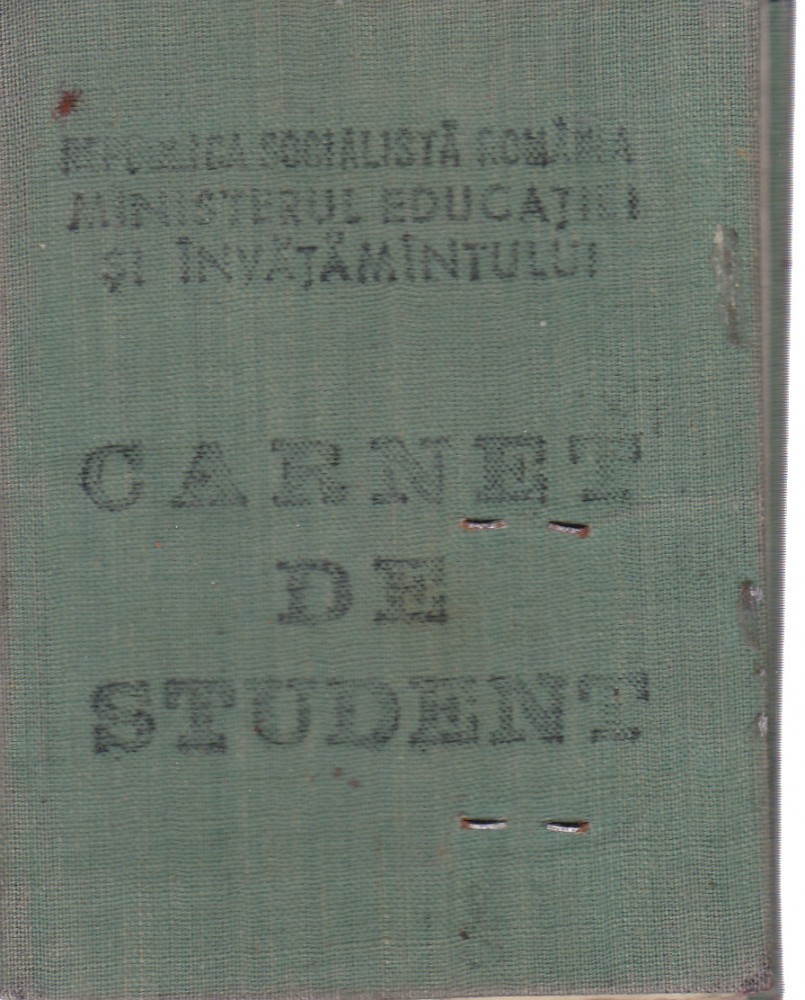 REPUBLICA SOCIALISTĂ ROMÂNIA
MINISTERUL EDUCAȚIEI
ȘI ÎNVĂȚĂMÎNTULUI
CARNET
DE
STUDENT